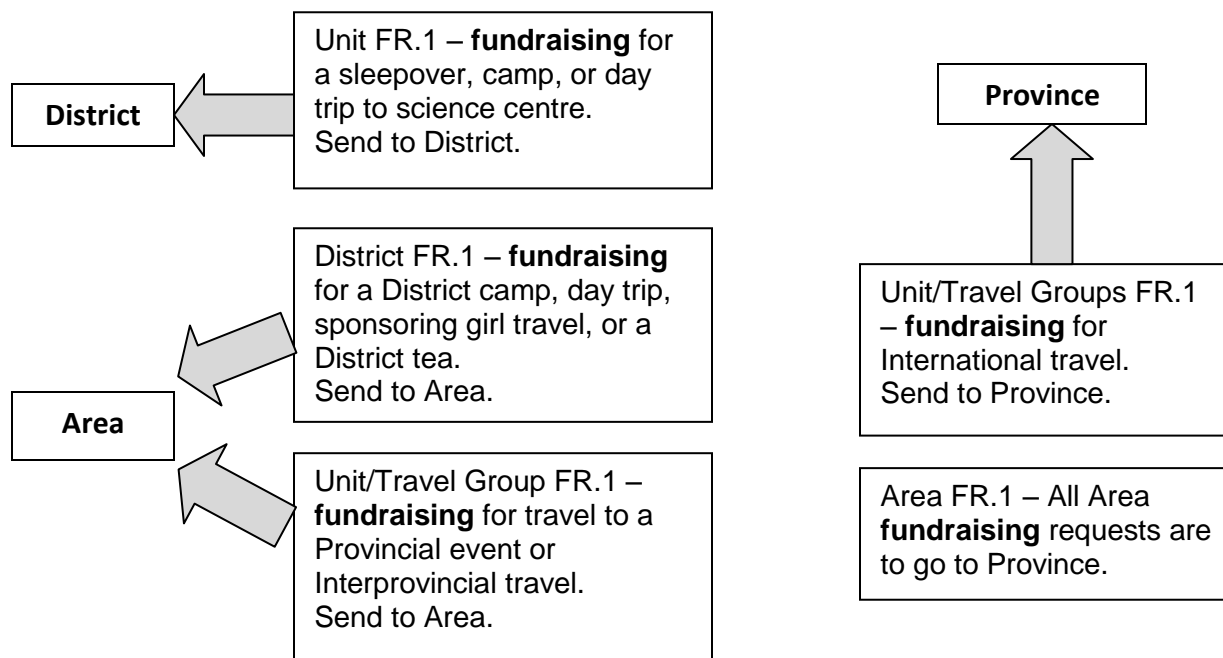 District
Unit FR.1 – fundraising for
a sleepover, camp, or day
trip to science centre.
Send to District.
Area
District FR.1 – fundraising
for a District camp, day trip,
sponsoring girl travel, or a
District tea.
Send to Area.
Unit/Travel Group FR.1 –
fundraising for travel to a
Provincial event or
Interprovincial travel.
Send to Area.
Province
Unit/Travel Groups FR.1
– fundraising for
International travel.
Send to Province.
Area FR.1 – All Area
fundraising requests are
to go to Province.